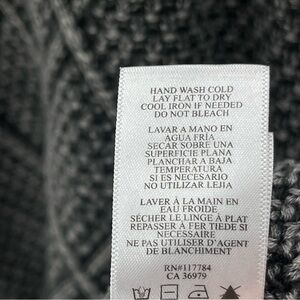 HAND WASH COLD
LAY FLAT TO DRY
COOL IRON IF NEEDED
DO NOT BLEACH
LAVAR A MANO EN
AGUA FRIA
SECAR SOBRE UNA
SUPERFICIE PLANA
PLANCHAR A BAJA
TEMPERATURA
SI ES NECESARIO
NO UTILIZAR LEJIA
LAVER À LA MAIN EN
EAU FROIDE
SÉCHER LE LINGE À PLAT
REPASSER À FER TIEDE SI
NECESSAIRE
NE PAS UTILISER D'AGENT
DE BLANCHIMENT
RN#117784
CA 36979